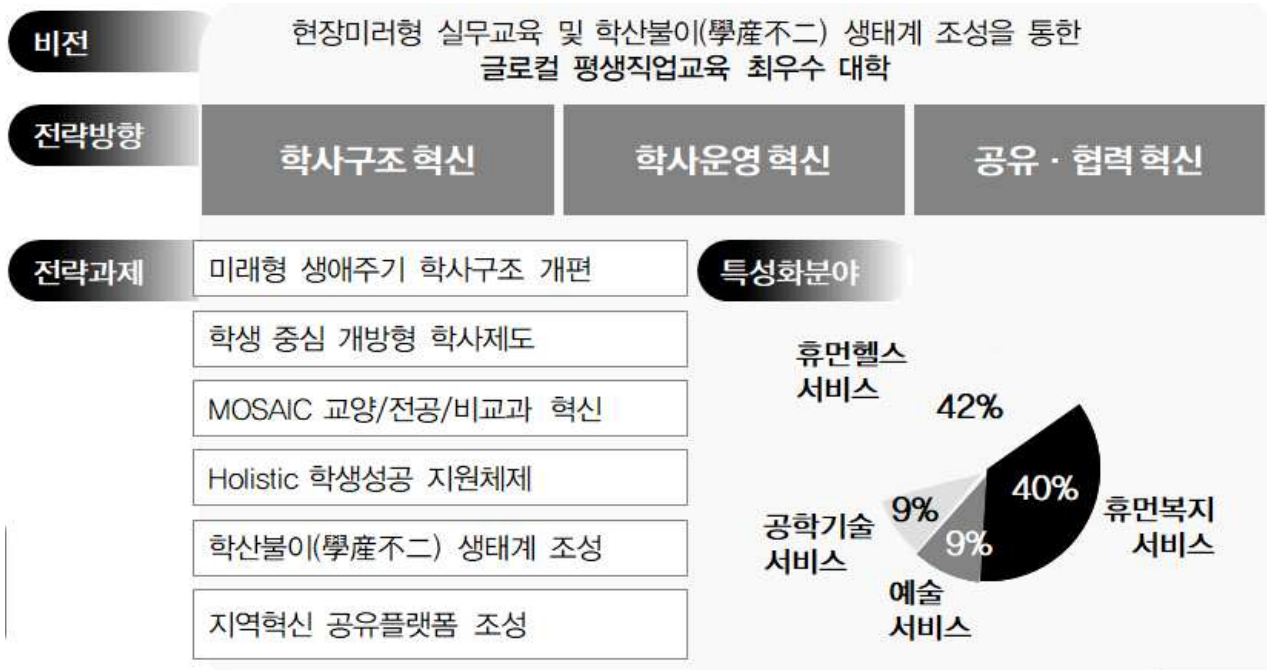 비전
현장미러형 실무교육 및 학산불이(學產不二) 생태계 조성을 통한
글로컬 평생직업교육 최우수 대학
전략방향
학사구조 혁신
학사운영 혁신
공유 · 협력 혁신
전략과제
미래형 생애주기 학사구조 개편
학생 중심 개방형 학사제도
MOSAIC 교양/전공/비교과 혁신
Holistic 학생성공 지원체제
학산불이(學産不二) 생태계 조성
지역혁신 공유플랫폼 조성
특성화분야
휴먼헬스
서비스
42%
40%
휴먼복지
서비스
9%
공학기술
서비스
9%
예술
서비스